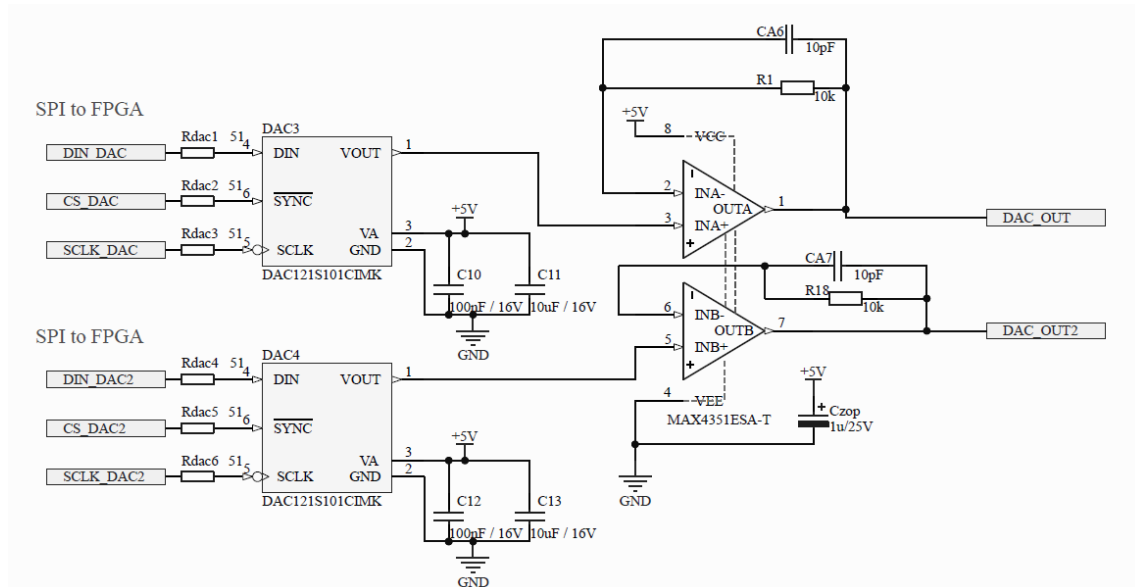 CA6
10pF
R1
10k
SPI to FPGA
DAC3
+5V
Rdac1 51
4
DIN_DAC
DIN VOUT
1
8
VCC
Rdac2 51
6
CS_DAC
SYNC
2
INA-
OUTA
1
DAC_OUT
3
INA+
Rdac3 51
5
SCLK_DAC
SCLK
VA
3
GND
2
+5V
DAC121S101CIMK
C10
100nF / 16V
C11
10uF / 16V
GND
CA7
10pF
R18
10k
6
INB-
OUTB
7
DAC_OUT2
5
INB+
4
VEE
MAX4351ESA-T
+5V
Czop
1u/25V
GND
SPI to FPGA
DAC4
Rdac4 51
4
DIN_DAC2
DIN VOUT
1
Rdac5 51
6
CS_DAC2
SYNC
Rdac6 51
5
SCLK_DAC2
SCLK
VA
3
GND
2
+5V
DAC121S101CIMK
C12
100nF / 16V
C13
10uF / 16V
GND